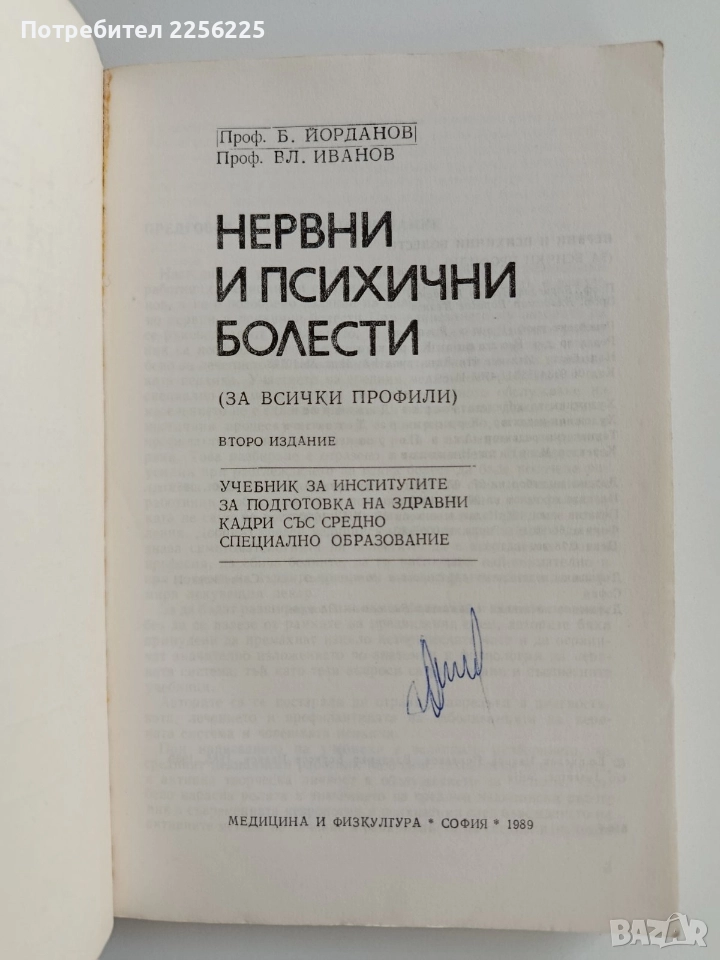 Потребител 2256225
Проф. Б. ЙОРДАНОВ
Проф. ВЛ. ИВАНОВ
НЕРВНИ
И ПСИХИЧНИ
БОЛЕСТИ
(ЗА ВСИЧКИ ПРОФИЛИ)
ВТОРО ИЗДАНИЕ
УЧЕБНИК ЗА ИНСТИТУТИТЕ
ЗА ПОДГОТОВКА НА ЗДРАВНИ
КАДРИ СЪС СРЕДНО
СПЕЦИАЛНО ОБРАЗОВАНИЕ
МЕДИЦИНА И ФИЗКУЛТУРА * СОФИЯ * 1989
BAZAR